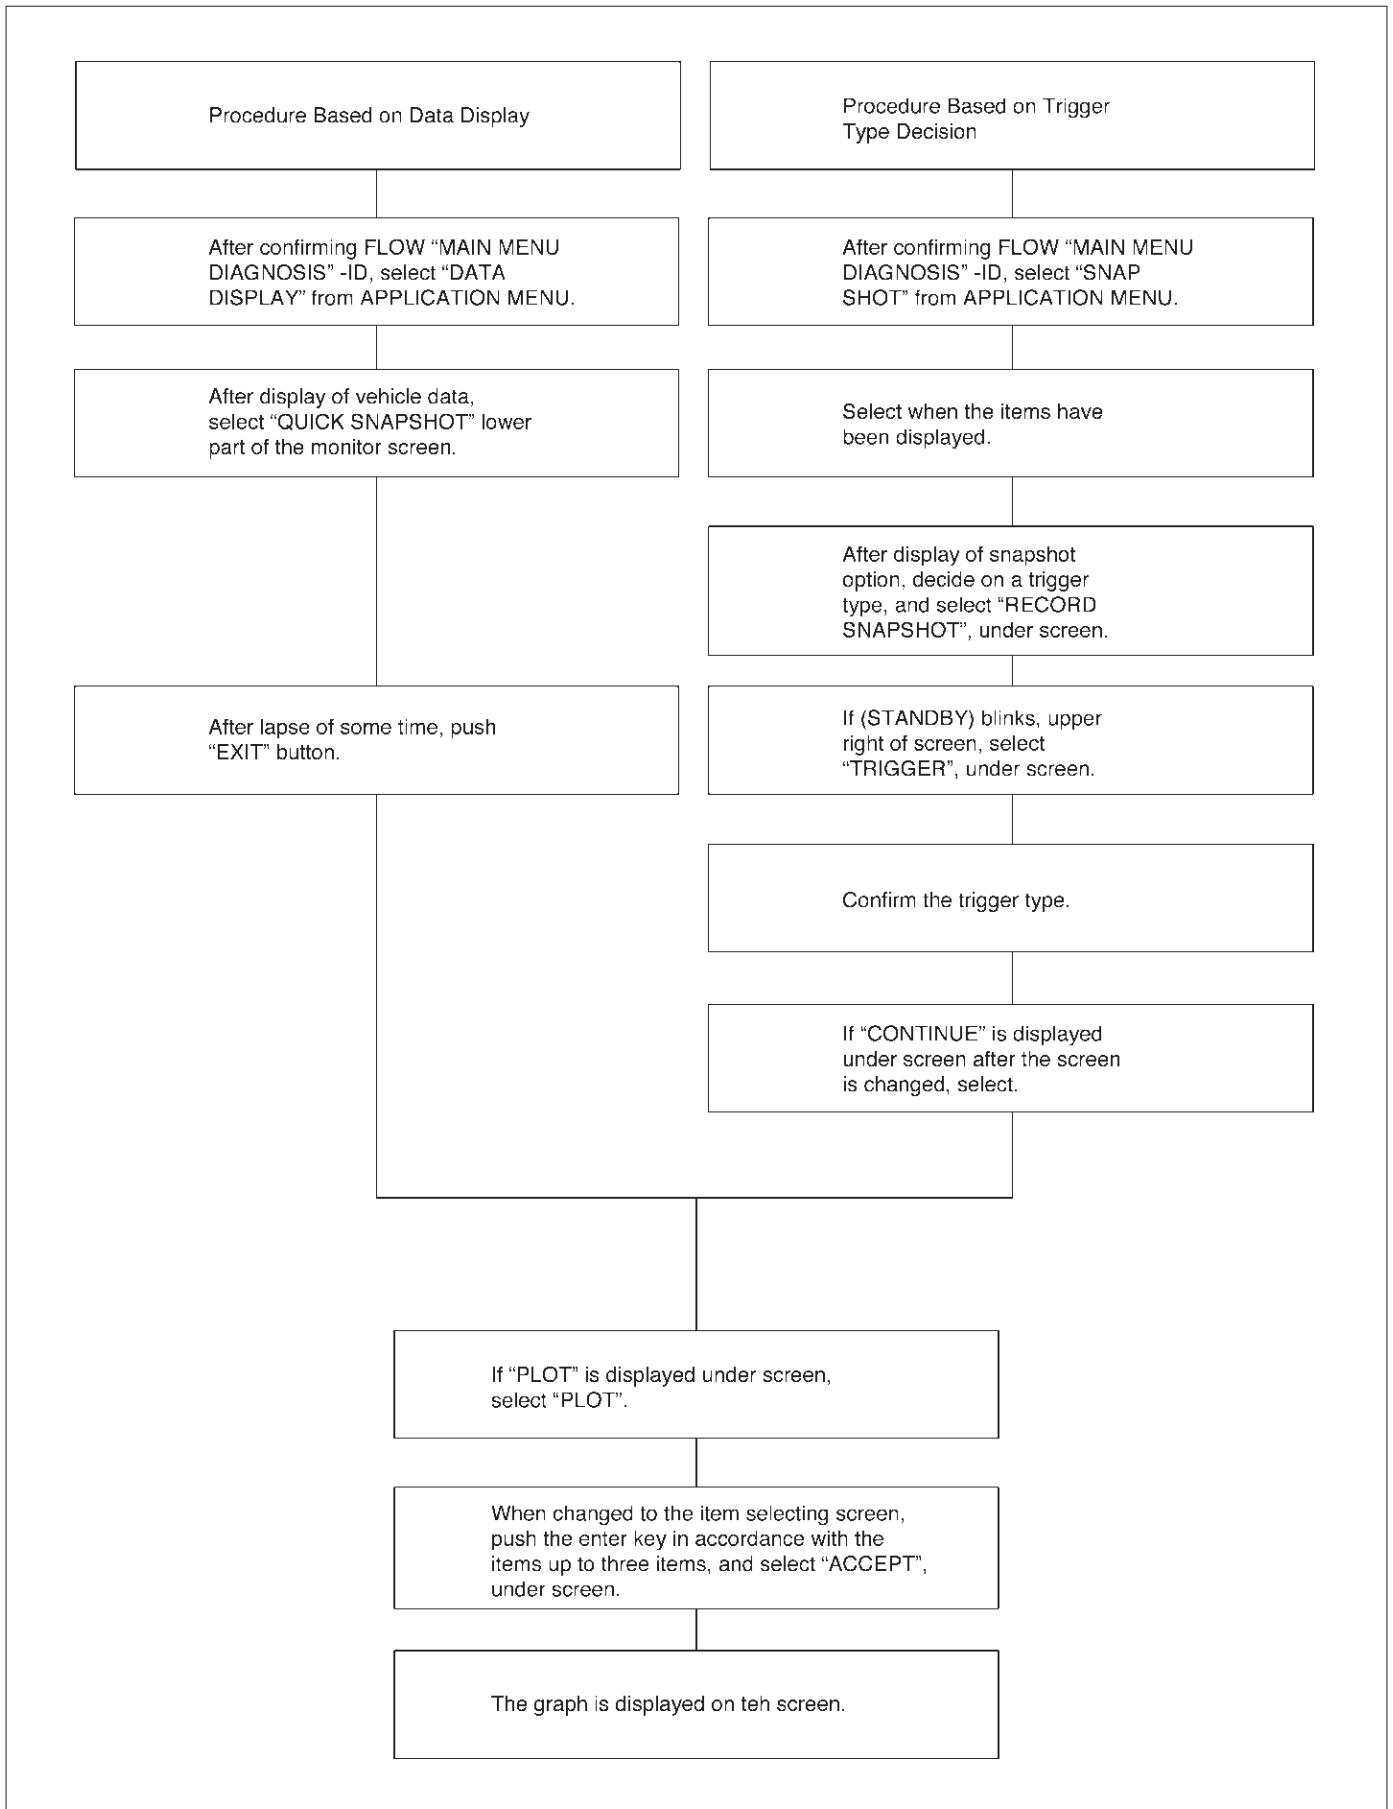 Procedure Based on Data Display
Procedure Based on Trigger
Type Decision
After confirming FLOW “MAIN MENU
DIAGNOSIS” -ID, select “DATA
DISPLAY” from APPLICATION MENU.
After confirming FLOW “MAIN MENU
DIAGNOSIS” -ID, select “SNAP
SHOT” from APPLICATION MENU.
After display of vehicle data,
select “QUICK SNAPSHOT” lower
part of the monitor screen.
Select when the items have
been displayed.
After display of snapshot
option, decide on a trigger
type, and select “RECORD
SNAPSHOT”, under screen.
After lapse of some time, push
“EXIT” button.
If (STANDBY) blinks, upper
right of screen, select
“TRIGGER”, under screen.
Confirm the trigger type.
If “CONTINUE” is displayed
under screen after the screen
is changed, select.
If “PLOT” is displayed under screen,
select “PLOT”.
When changed to the item selecting screen,
push the enter key in accordance with the
items up to three items, and select “ACCEPT”,
under screen.
The graph is displayed on teh screen.